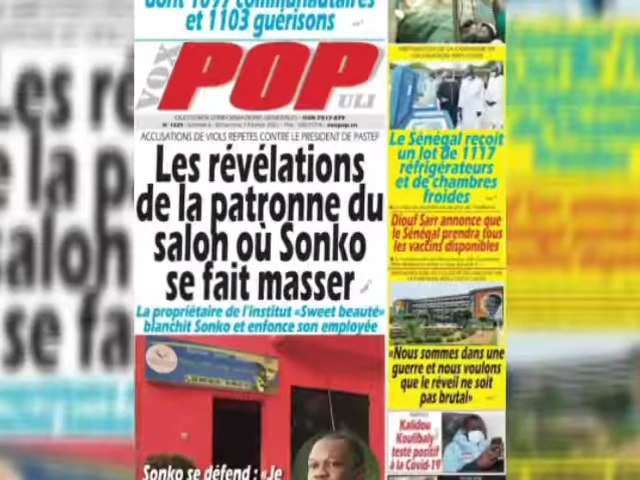 dont 1097 communautaires
et 1103 guérisons
VOX
POP
ULI
ACCUSATIONS DE VIOLS REPETES CONTRE LE PRESIDENT DE PASTEF
Les révélations
de la patronne du
salon où Sonko
se fait masser
La propriétaire de l'institut «Sweet beauté»
blanchit Sonko et enfonce son employée
Sonko se défend : «Je
Le Sénégal reçoit
un lot de 1117
réfrigérateurs
et de chambres
froides
Diouf Sarr annonce que
le Sénégal prendra tous
les vaccins disponibles
«Nous sommes dans une
guerre et nous voulons
que le réveil ne soit
pas brutal»
Kalidou
Koulibaly
testé positif
à la Covid-19